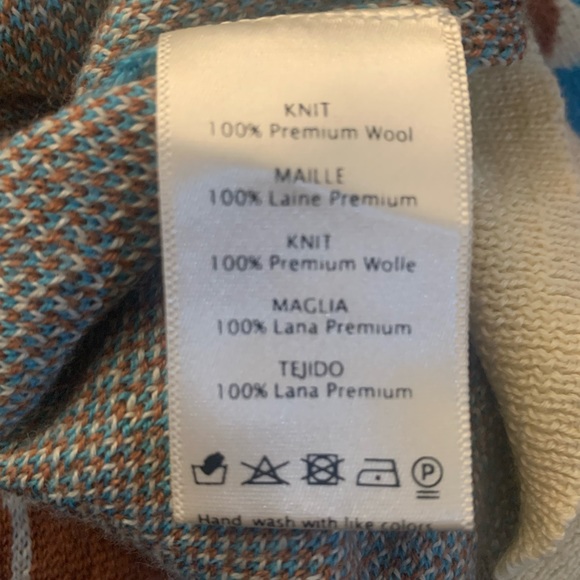 KNIT
100% Premium Wool
MAILLE
100% Laine Premium
KNIT
100% Premium Wolle
MAGLIA
100% Lana Premium
TEJIDO
100% Lana Premium
P
Hand wash with like colors